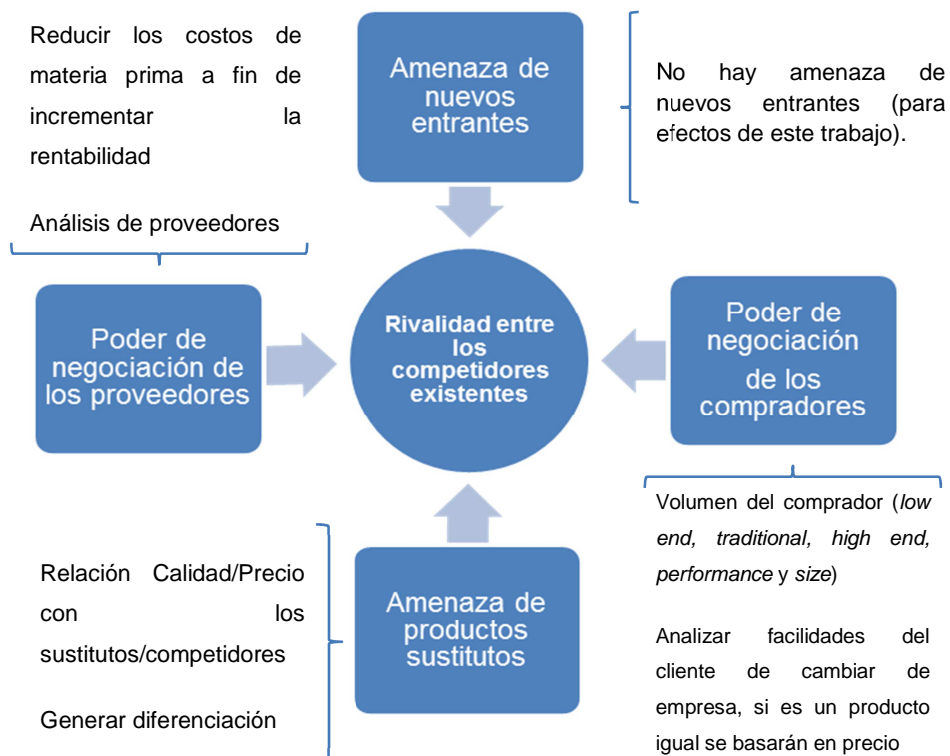 Reducir los costos de
materia prima a fin de
incrementar la
rentabilidad
Análisis de proveedores
Amenaza de
nuevos
entrantes
No hay amenaza de
nuevos entrantes (para
efectos de este trabajo).
Poder de
negociación de
los proveedores
Rivalidad entre
los
competidores
existentes
Poder de
negociación
de los
compradores
Relación Calidad/Precio
con los
sustitutos/competidores
Generar diferenciación
Amenaza de
productos
sustitutos
Volumen del comprador (low
end, traditional, high end,
performance y size)
Analizar facilidades del
cliente de cambiar de
empresa, si es un producto
igual se basarán en precio